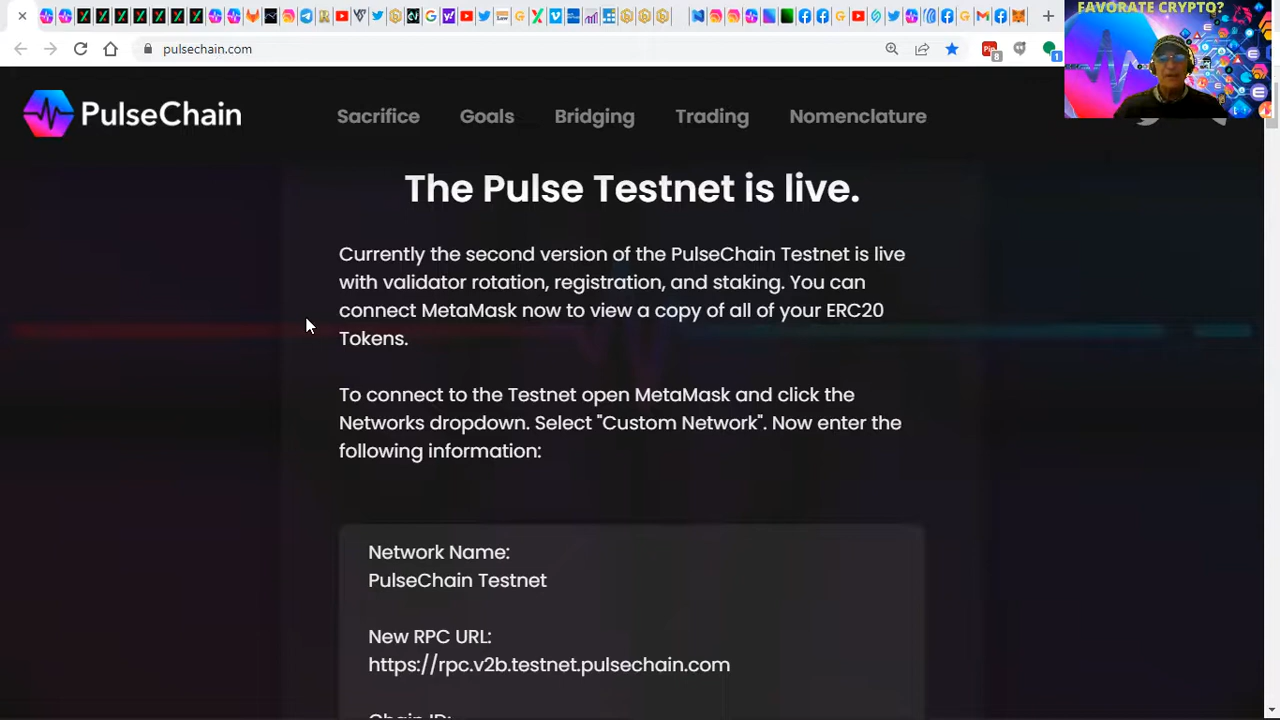 FAVORATE CRYPTO?
pulsechain.com
PulseChain
Sacrifice
Goals
Bridging
Trading
Nomenclature
The Pulse Testnet is live.
Currently the second version of the PulseChain Testnet is live
with validator rotation, registration, and staking. You can
connect MetaMask now to view a copy of all of your ERC20
Tokens.
To connect to the Testnet open MetaMask and click the
Networks dropdown. Select "Custom Network". Now enter the
following information:
Network Name:
PulseChain Testnet
New RPC URL:
https://rpc.v2b.testnet.pulsechain.com
Chain ID: